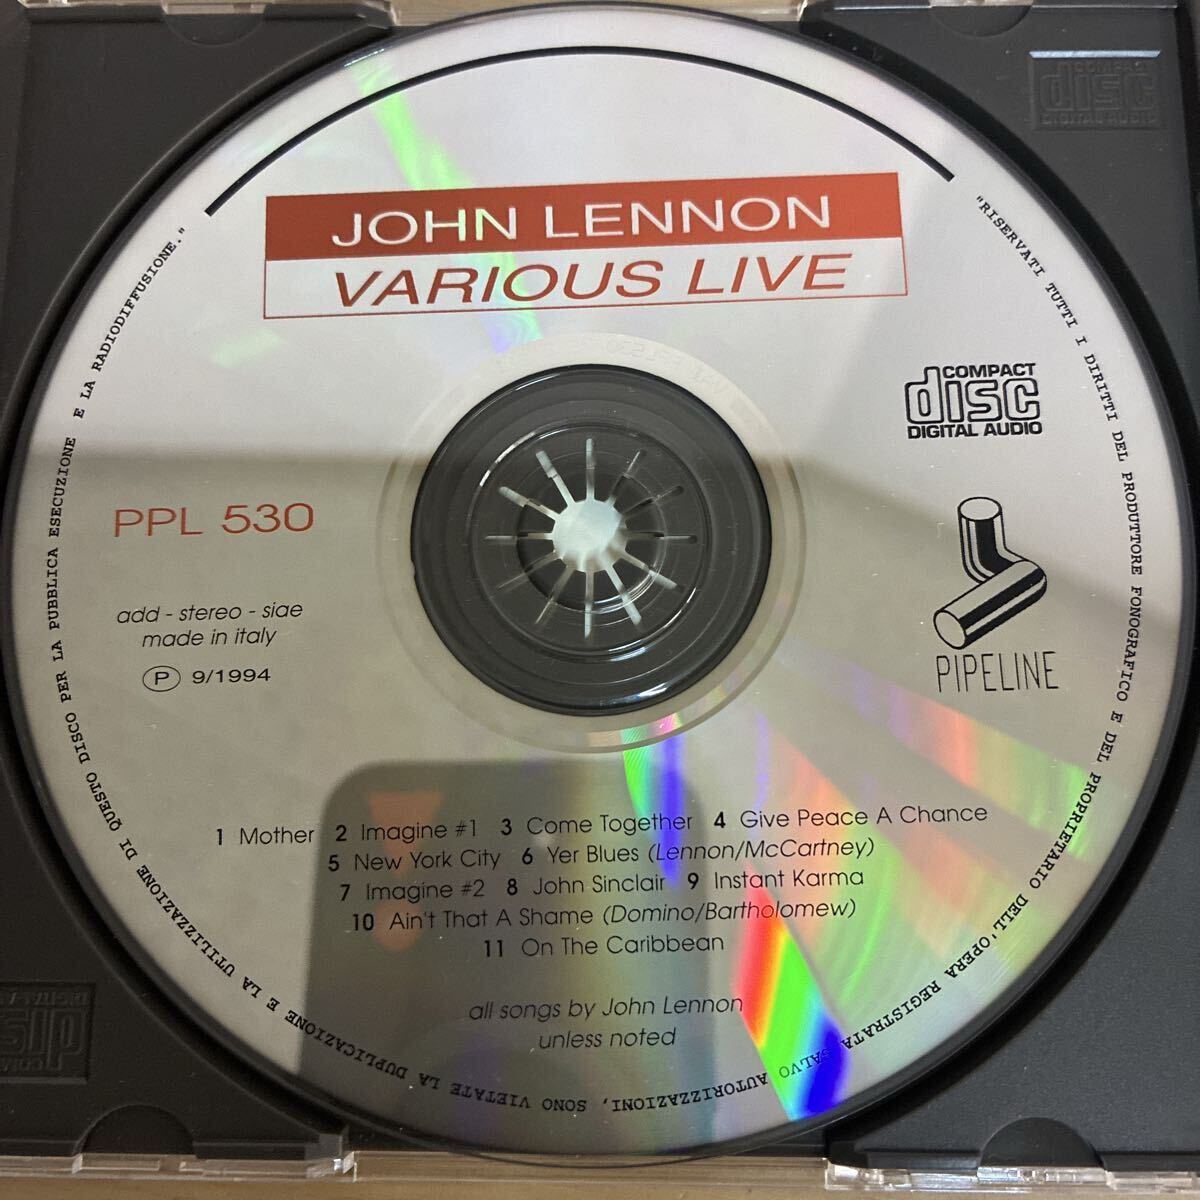 JOHN LENNON
VARIOUS LIVE
COMPACT
disc
DIGITAL AUDIO
PPL 530
add - stereo - siae
made in italy
P 9/1994
PIPELINE
1 Mother 2 Imagine #1 3 Come Together 4 Give Peace A Chance
5 New York City 6 Yer Blues (Lennon/McCartney)
7 Imagine #2 8 John Sinclair 9 Instant Karma
10 Ain't That A Shame (Domino/Bartholomew)
11 On The Caribbean
all songs by John Lennon
unless noted
"RISERVATI TUTTI I DIRITTI DEL PRODUTTORE FONOGRAFICO E DEL PROPRIETARIO DELL'OPERA REGISTRATA SALVO AUTORIZZAZIONI, SONO VIETATE LA DUPLICAZIONE E LA UTILIZZAZIONE DI QUESTO DISCO PER LA PUBBLICA ESECUZIONE E LA RADIODIFFUSIONE."
COMPACT
disc
DIGITAL AUDIO